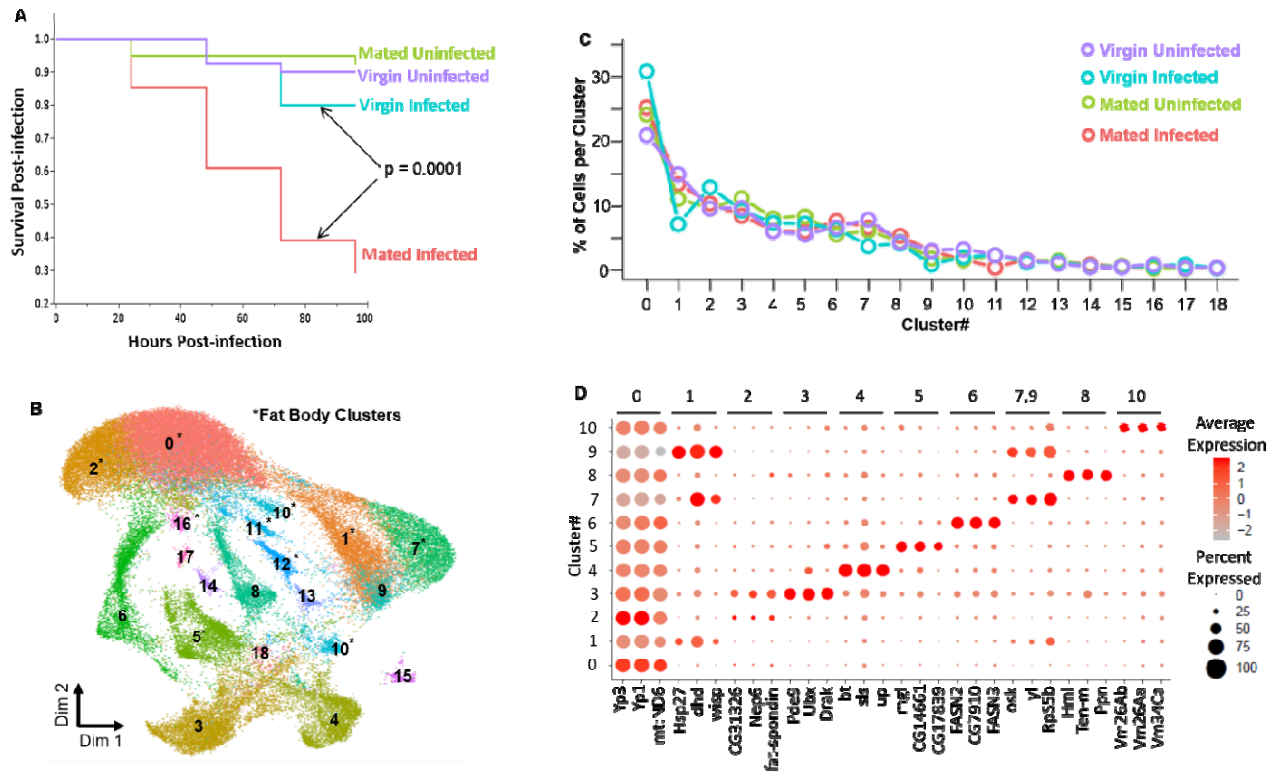 A
Survival Post-infection
1.0
0.9
0.8
0.7
0.6
0.5
0.4
0.3
0.2
0 20 40 60 80 100
Hours Post-infection
Mated Uninfected
Virgin Uninfected
Virgin Infected
p = 0.0001
Mated Infected
C
% of Cells per Cluster
30
20
10
0
0 1 2 3 4 5 6 7 8 9 10 11 12 13 14 15 16 17 18
Cluster#
Virgin Uninfected
Virgin Infected
Mated Uninfected
Mated Infected
B
*Fat Body Clusters
0*
2*
10*
16*
11*
1*
7*
17
12*
14
8
13
9
6
5
18
10*
15
3
4
Dim 2
Dim 1
D
0 1 2 3 4 5 6 7,9 8 10
Cluster#
10
9
8
7
6
5
4
3
2
1
0
Yp3 Yp1 mt:ND6 Hsp27 dhd wisp CG31326 Nep6 fat-spondin Pde9 Ubx Drak bt sls up CG14661 CG17839 FASN2 CG7910 FASN3 osk yl RpS5b Hml Ten-m Ppn Vm26Ab Vm26Aa Vm34Ca
Average
Expression
2
1
0
-1
-2
Percent
Expressed
0
25
50
75
100